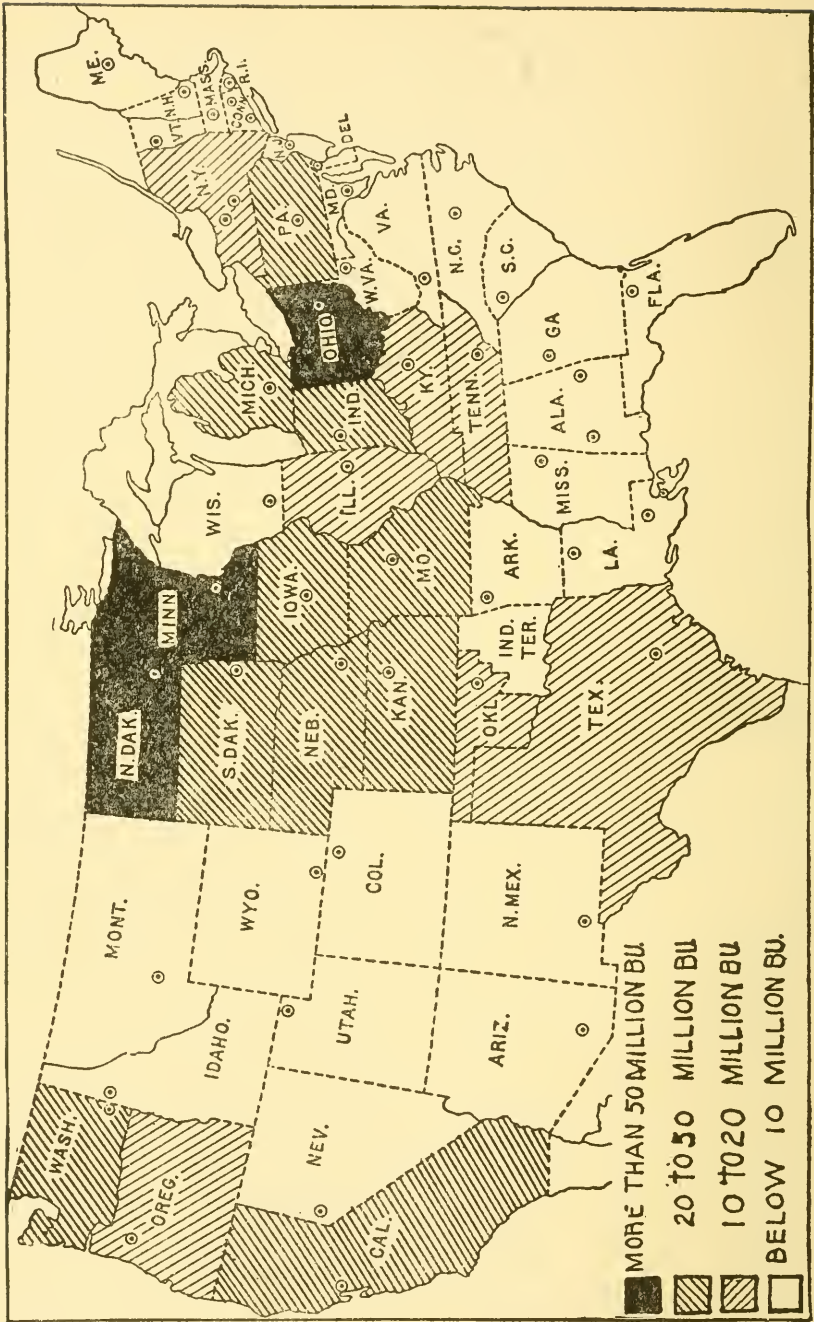 WASH.
OREG.
CAL.
NEV.
IDAHO.
MONT.
WYO.
UTAH.
COL.
ARIZ.
N.MEX.
N.DAK.
S.DAK.
NEB.
KAN.
OKL.
IND.
TER.
TEX.
MINN
IOWA.
MO.
ARK.
LA.
WIS.
ILL.
MICH.
IND.
OHIO
KY.
TENN.
MISS.
ALA.
GA
FLA.
S.C.
N.C.
VA.
W.VA.
MD.
DEL
PA.
N.J.
N.Y.
VT.
N.H.
ME.
MASS.
CONN.
R.I.
MORE THAN 50 MILLION BU.
20 TO 50 MILLION BU
10 TO 20 MILLION BU
BELOW 10 MILLION BU.